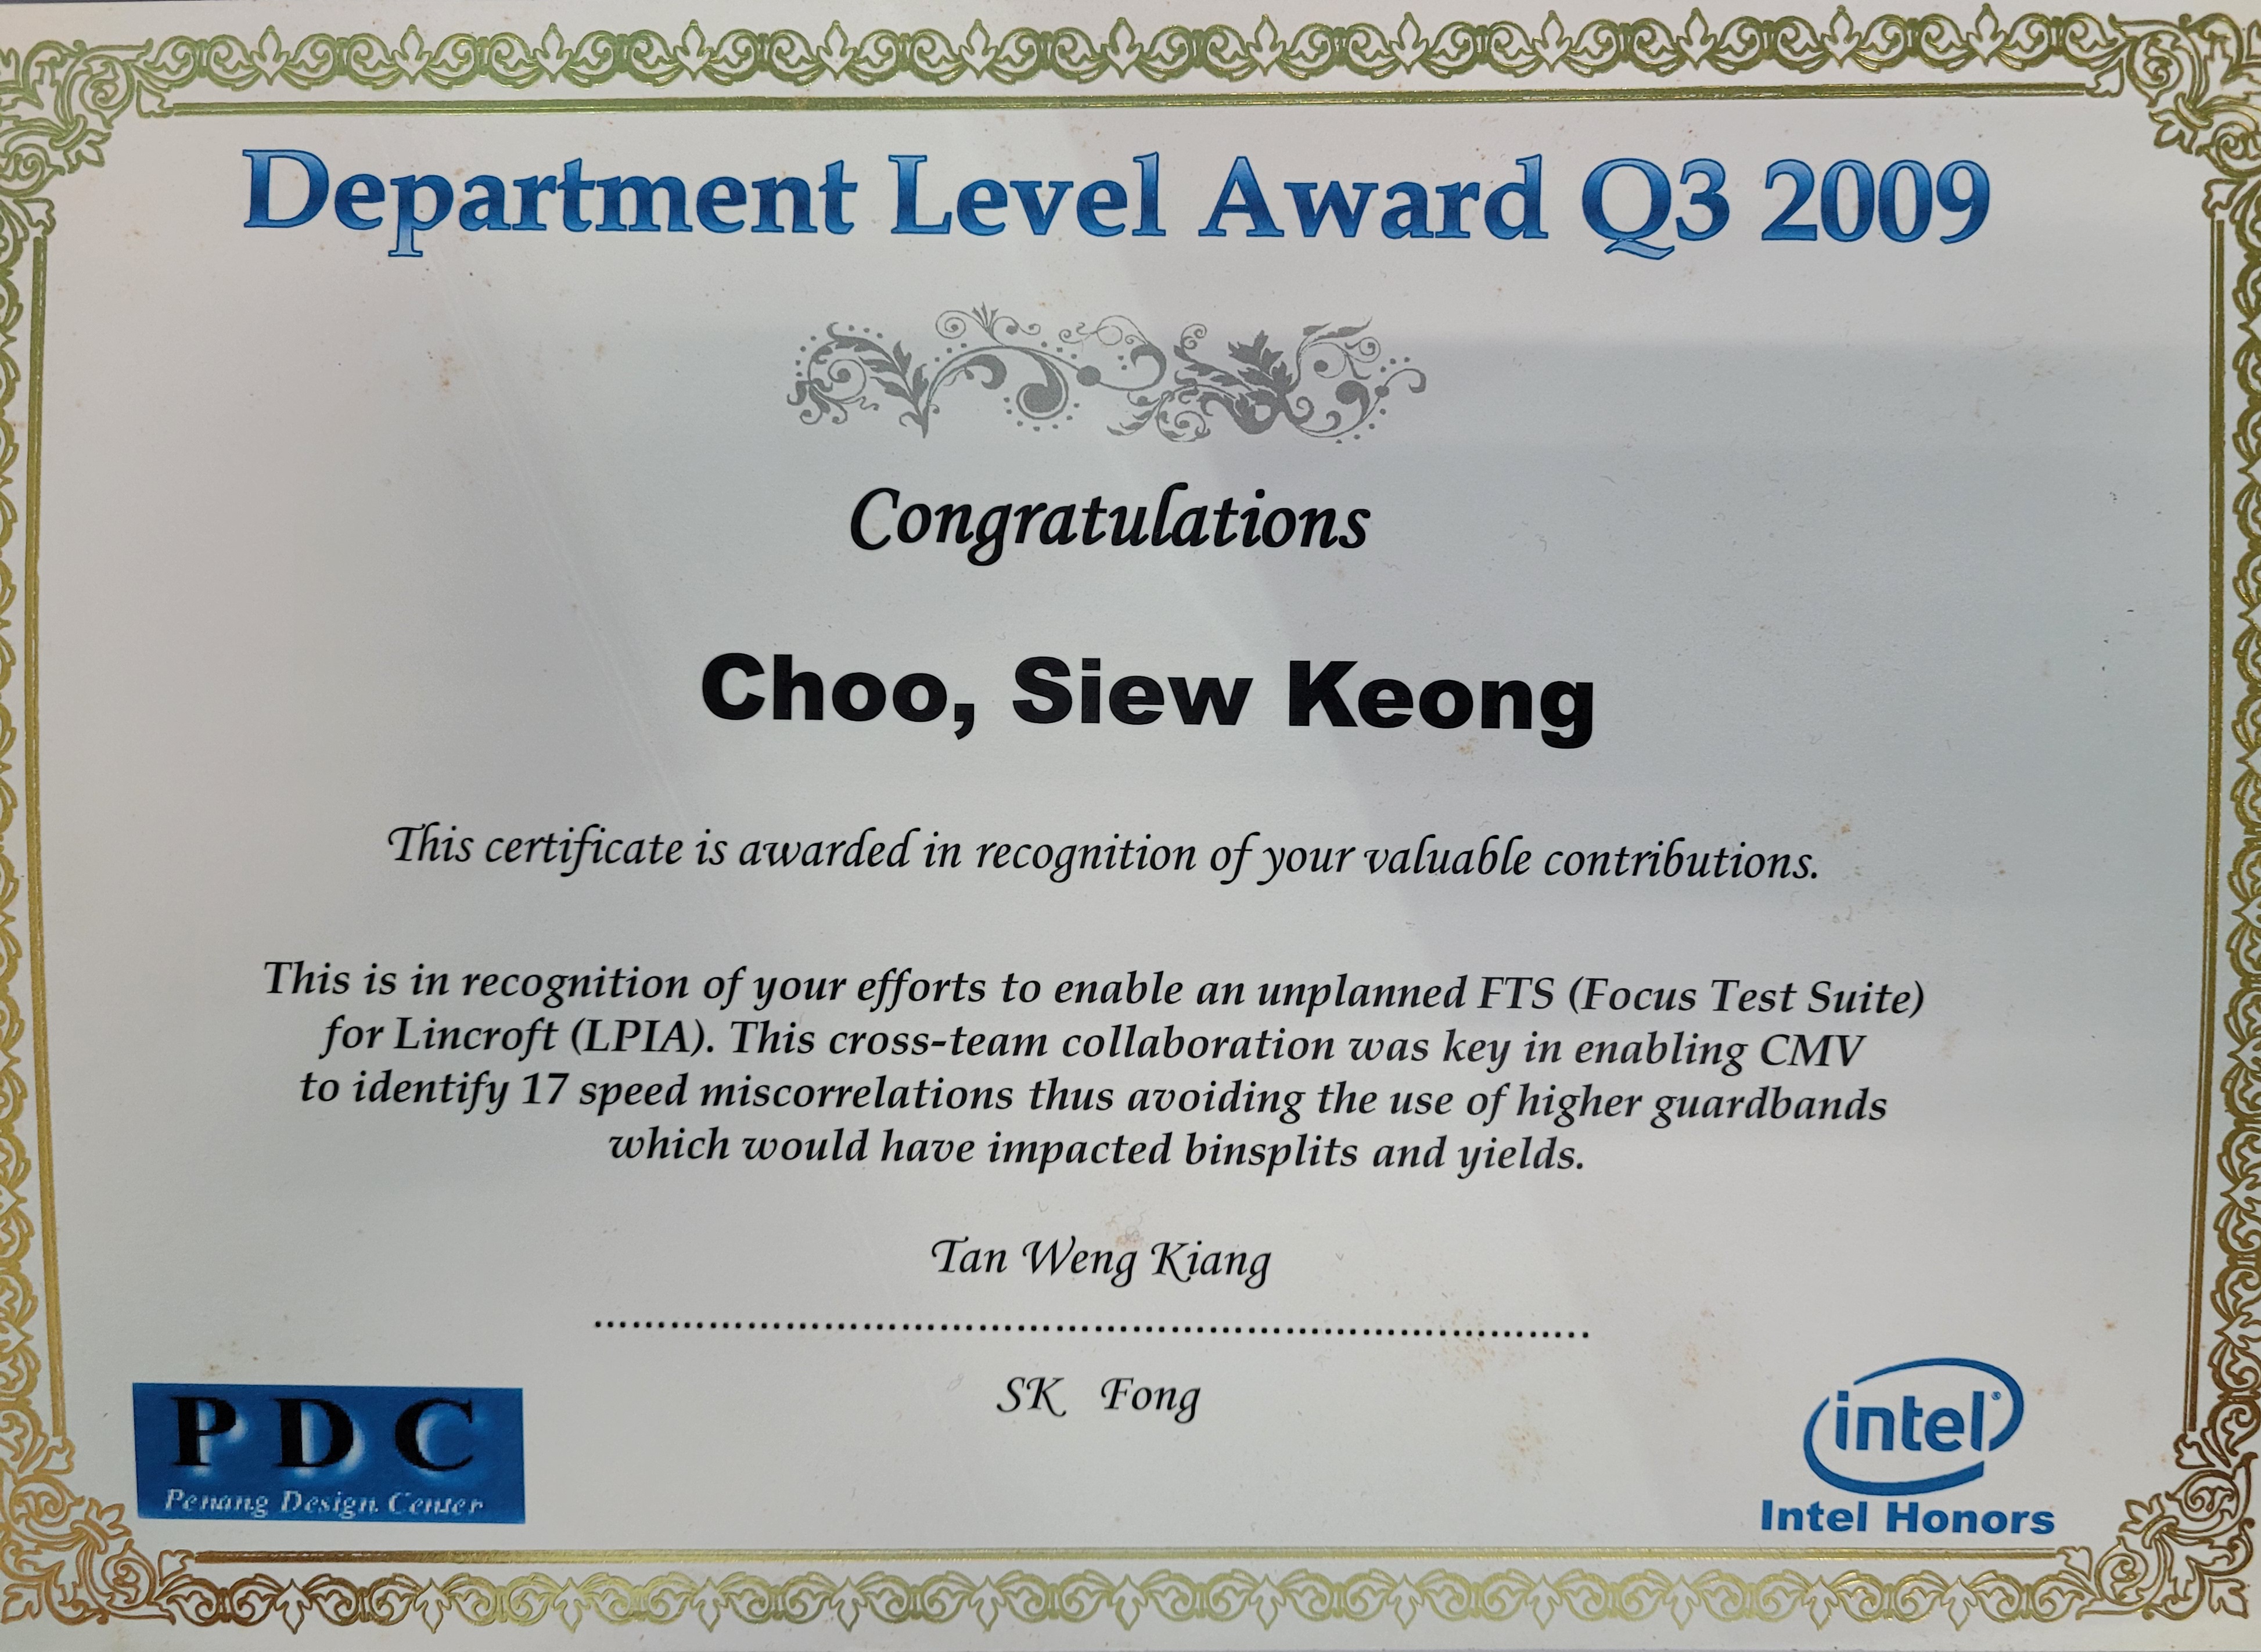 Department Level Award Q3 2009
Congratulations
Choo, Siew Keong
This certificate is awarded in recognition of your valuable contributions.
This is in recognition of your efforts to enable an unplanned FTS (Focus Test Suite)
for Lincroft (LPIA). This cross-team collaboration was key in enabling CMV
to identify 17 speed miscorrelations thus avoiding the use of higher guardbands
which would have impacted binsplits and yields.
Tan Weng Kiang
SK Fong
PDC
Penang Design Center
intel®
Intel Honors